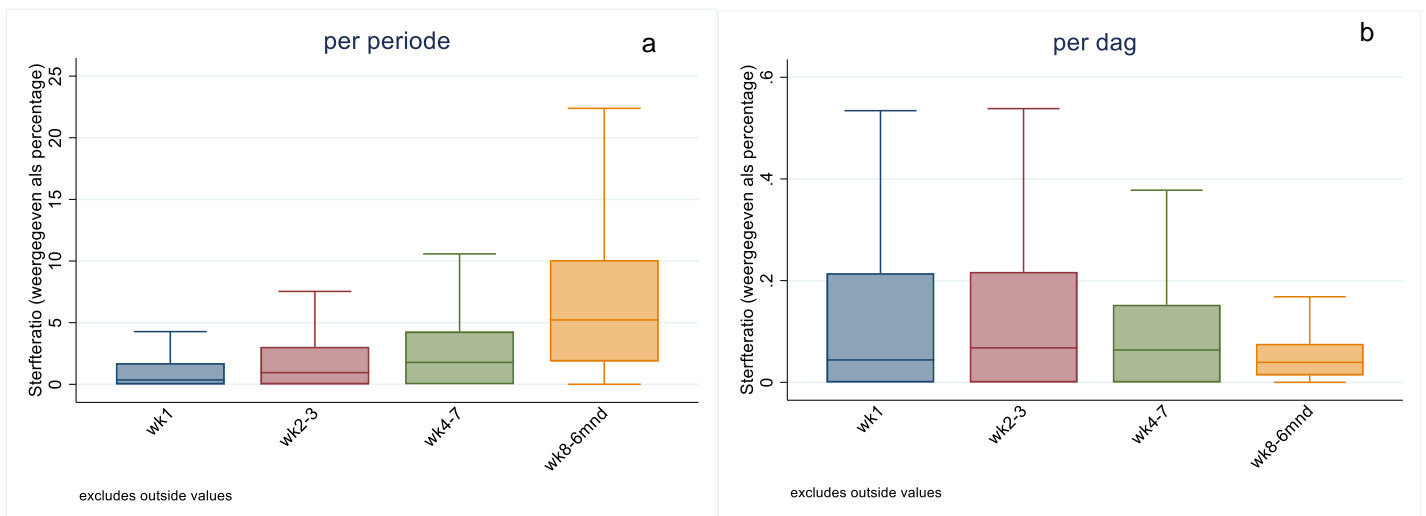 per periode
a
Sterfteratio (weergegeven als percentage)
25
20
15
10
5
0
wk1
wk2-3
wk4-7
wk8-6mnd
excludes outside values
per dag
b
Sterfteratio (weergegeven als percentage)
.6
.4
.2
0
wk1
wk2-3
wk4-7
wk8-6mnd
excludes outside values